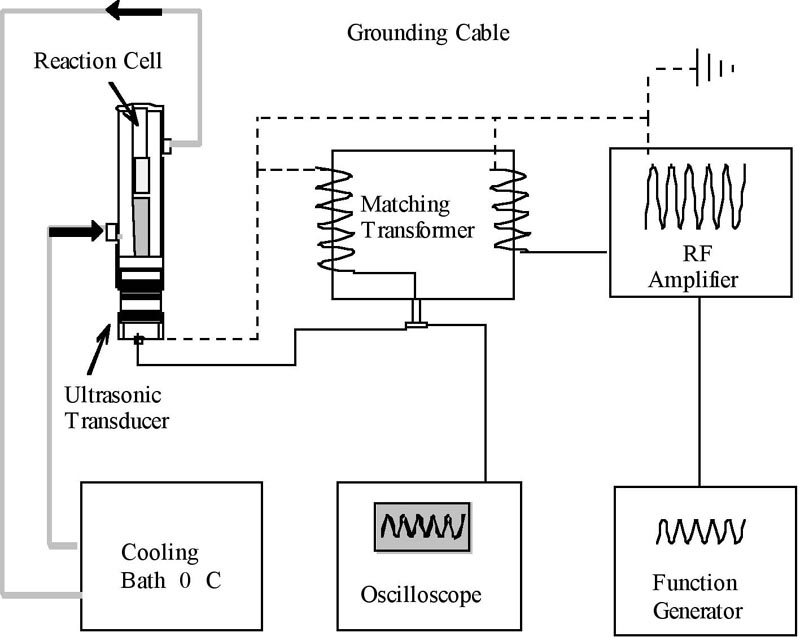 Grounding Cable
Reaction Cell
Matching
Transformer
RF
Amplifier
Ultrasonic
Transducer
Cooling
Bath 0 C
Oscilloscope
Function
Generator